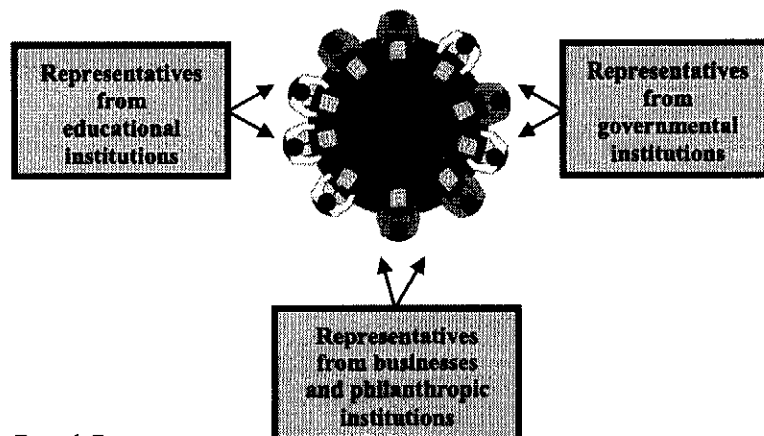 Representatives
from
educational
institutions
Representatives
from
governmental
institutions
Representatives
from businesses
and philanthropic
institutions